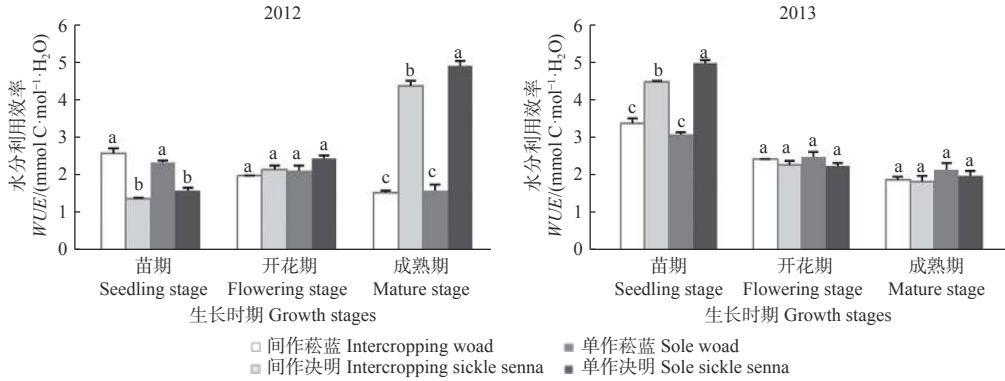 2012
水分利用效率
WUE/(mmol C·mol⁻¹·H₂O)
6
5
4
3
2
1
0
a
b
a
b
a
a
a
a
c
b
c
a
苗期
Seedling stage
开花期
Flowering stage
成熟期
Mature stage
生长时期 Growth stages
2013
水分利用效率
WUE/(mmol C·mol⁻¹·H₂O)
6
5
4
3
2
1
0
c
b
c
a
a
a
a
a
a
a
a
a
苗期
Seedling stage
开花期
Flowering stage
成熟期
Mature stage
生长时期 Growth stages
间作菘蓝 Intercropping woad
单作菘蓝 Sole woad
间作决明 Intercropping sickle senna
单作决明 Sole sickle senna